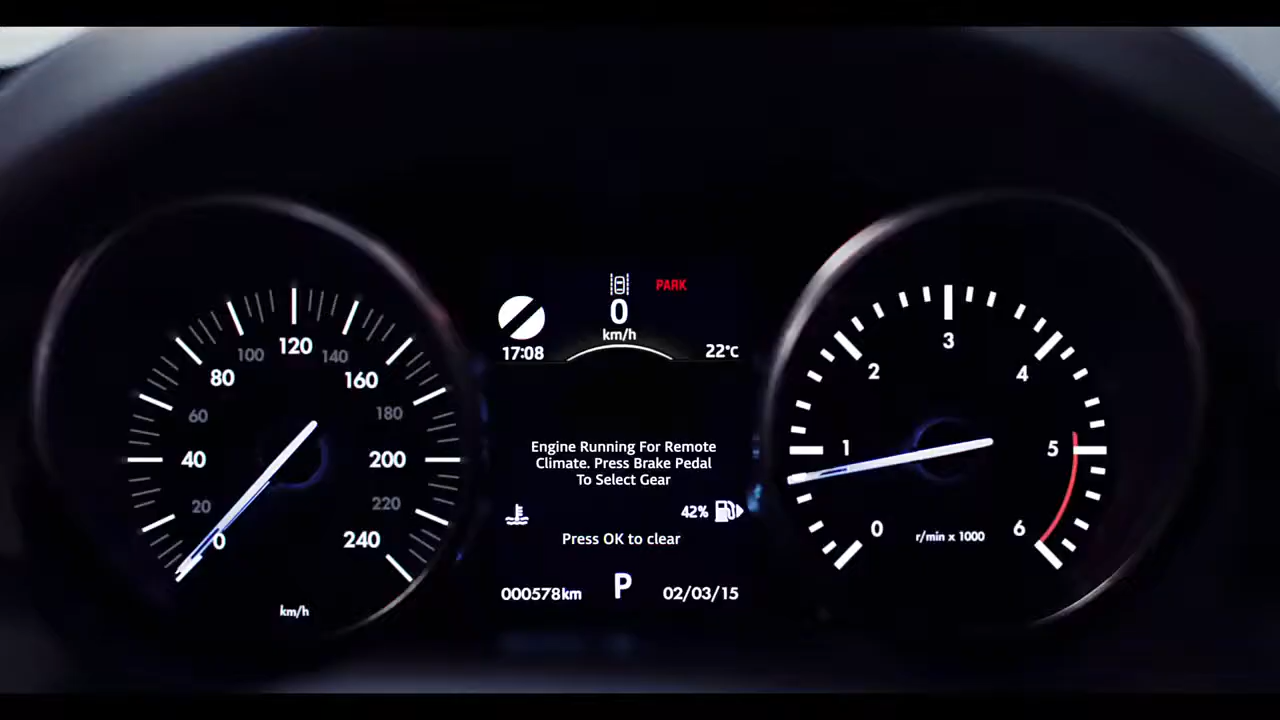 PARK
0
km/h
17:08
22°C
Engine Running For Remote
Climate. Press Brake Pedal
To Select Gear
42%
Press OK to clear
000578km
P
02/03/15
0
20
40
60
80
100
120
140
160
180
200
220
240
km/h
0
1
2
3
4
5
6
r/min x 1000